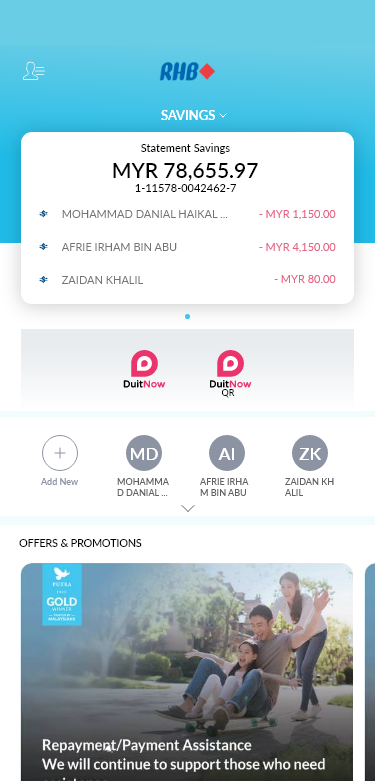 RHB
SAVINGS
Statement Savings
MYR 78,655.97
1-11578-0042462-7
MOHAMMAD DANIAL HAIKAL ... - MYR 1,150.00
AFRIE IRHAM BIN ABU - MYR 4,150.00
ZAIDAN KHALIL - MYR 80.00
DuitNow DuitNow
QR
MD AI ZK
Add New MOHAMMA AFRIE IRHA ZAIDAN KH
D DANIAL ... M BIN ABU ALIL
OFFERS & PROMOTIONS
PUTRA
GOLD
WINNER
MALAYSIANS
Repayment/Payment Assistance
We will continue to support those who need